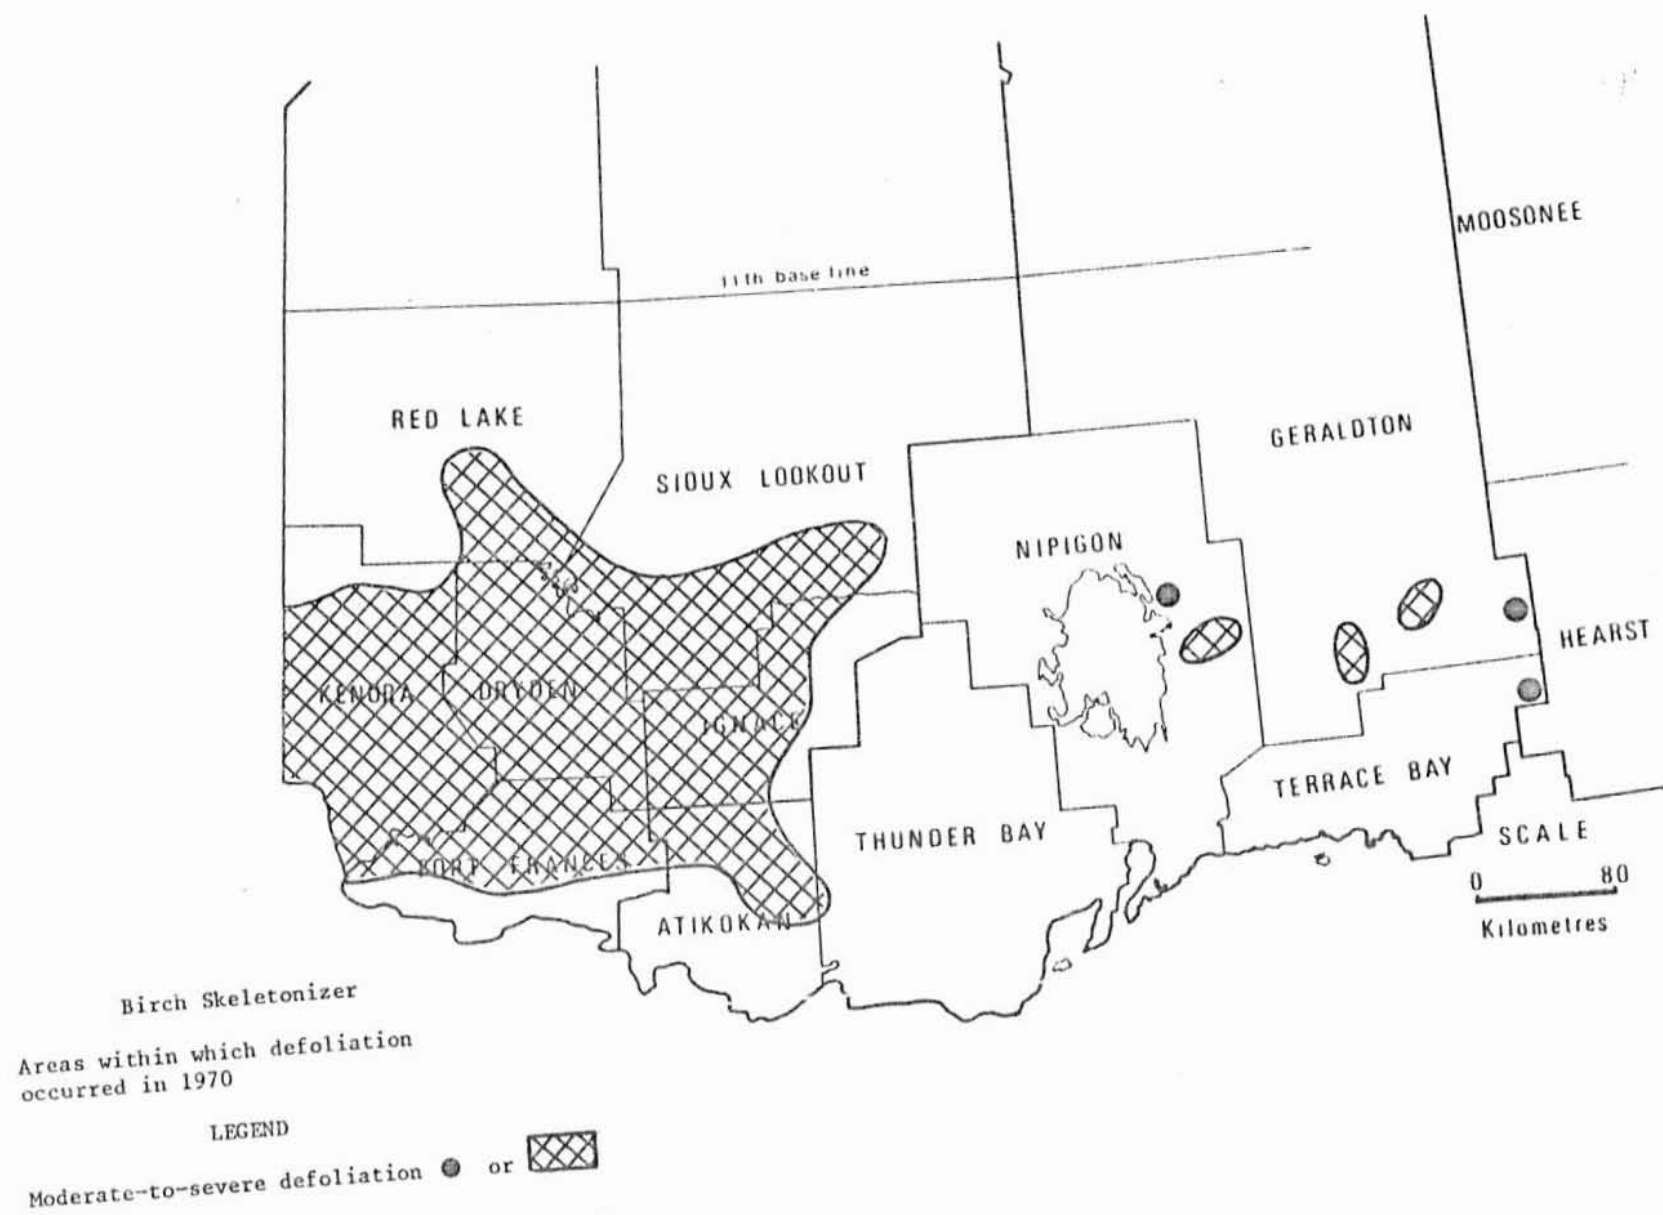 MOOSONEE
11th base line
RED LAKE
GERALDTON
SIOUX LOOKOUT
NIPIGON
HEARST
KENORA
DRYDEN
IGNACE
TERRACE BAY
THUNDER BAY
SCALE
FORT FRANCES
0 80
Kilometres
ATIKOKAN
Birch Skeletonizer
Areas within which defoliation
occurred in 1970
LEGEND
Moderate-to-severe defoliation or